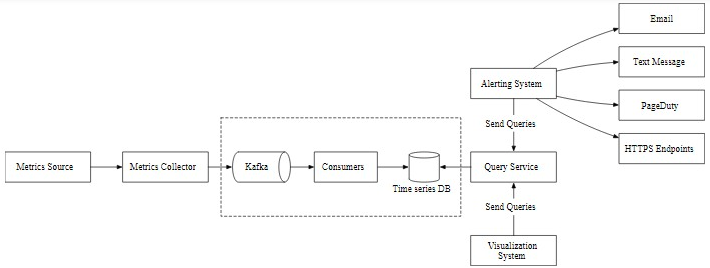 Email
Text Message
Alerting System
PageDuty
Send Queries
HTTPS Endpoints
Metrics Source
Metrics Collector
Kafka
Consumers
Time series DB
Query Service
Send Queries
Visualization
System